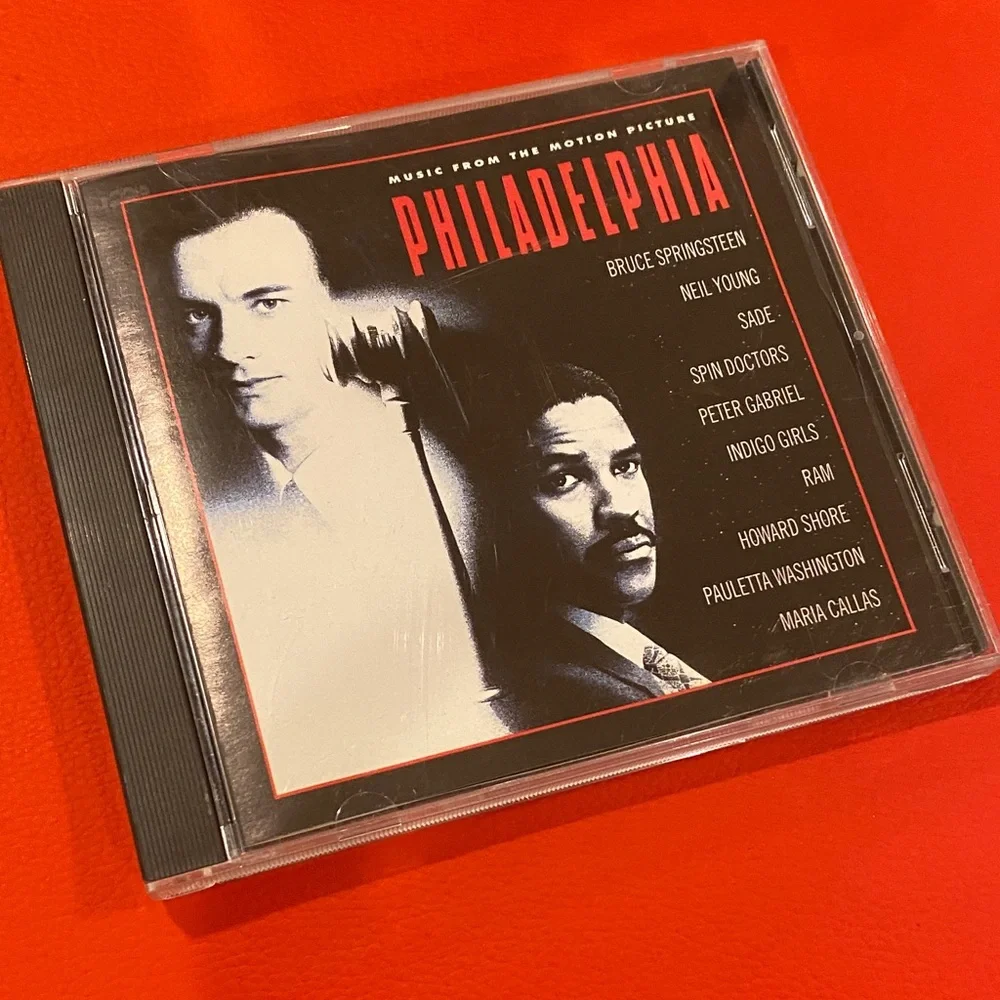 MUSIC FROM THE MOTION PICTURE
PHILADELPHIA
BRUCE SPRINGSTEEN
NEIL YOUNG
SADE
SPIN DOCTORS
PETER GABRIEL
INDIGO GIRLS
RAM
HOWARD SHORE
PAULETTA WASHINGTON
MARIA CALLAS